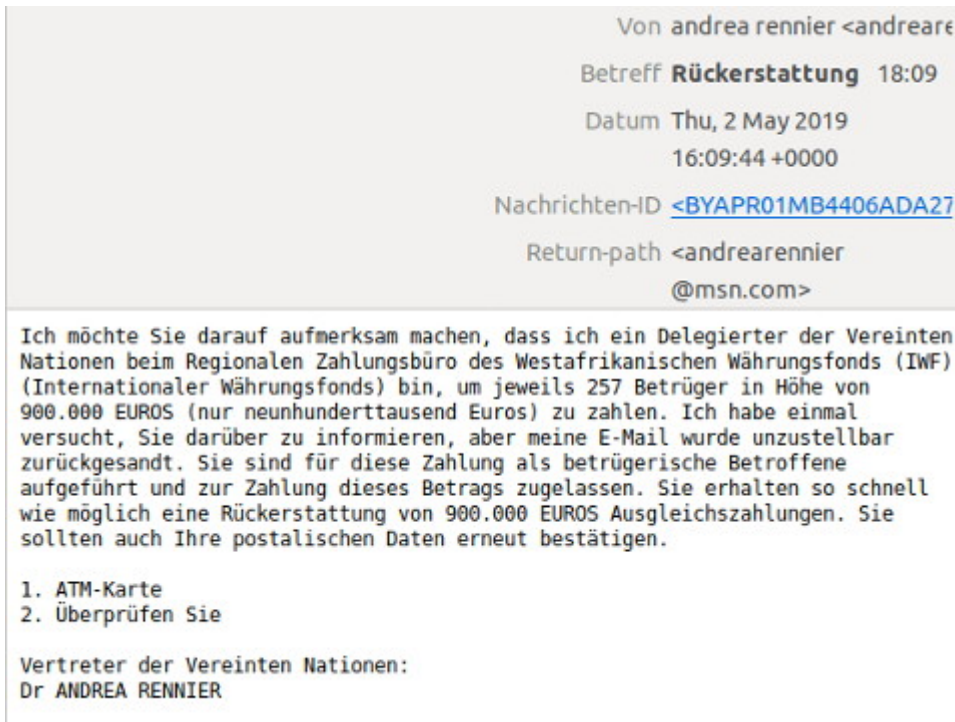 Von andrea rennier <andreare
Betreff Rückerstattung 18:09
Datum Thu, 2 May 2019
16:09:44 +0000
Nachrichten-ID <BYAPR01MB4406ADA27
Return-path <andrearennier
@msn.com>
Ich möchte Sie darauf aufmerksam machen, dass ich ein Delegierter der Vereinten
Nationen beim Regionalen Zahlungsbüro des Westafrikanischen Währungsfonds (IWF)
(Internationaler Währungsfonds) bin, um jeweils 257 Betrüger in Höhe von
900.000 EUROS (nur neunhunderttausend Euros) zu zahlen. Ich habe einmal
versucht, Sie darüber zu informieren, aber meine E-Mail wurde unzustellbar
zurückgesandt. Sie sind für diese Zahlung als betrügerische Betroffene
aufgeführt und zur Zahlung dieses Betrags zugelassen. Sie erhalten so schnell
wie möglich eine Rückerstattung von 900.000 EUROS Ausgleichszahlungen. Sie
sollten auch Ihre postalischen Daten erneut bestätigen.
1. ATM-Karte
2. Überprüfen Sie
Vertreter der Vereinten Nationen:
Dr ANDREA RENNIER